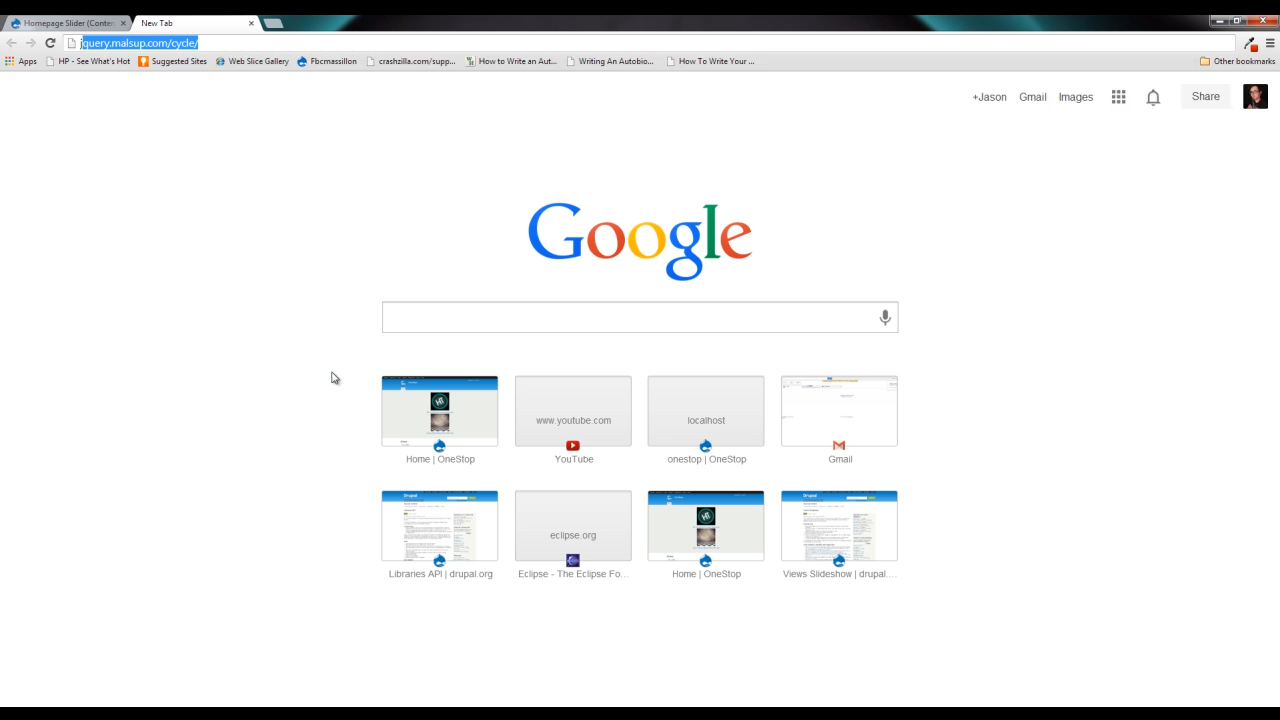 Homepage Slider (Conten
New Tab
jquery.malsup.com/cycle/
Apps
HP - See What's Hot
Suggested Sites
Web Slice Gallery
Fbcmassillon
crashzilla.com/supp...
How to Write an Aut...
Writing An Autobio...
How To Write Your ...
Other bookmarks
+Jason
Gmail
Images
Share
Google
www.youtube.com
localhost
Home | OneStop
YouTube
onestop | OneStop
Gmail
Drupal
eclipse.org
Drupal
Libraries API | drupal.org
Eclipse - The Eclipse Fo...
Home | OneStop
Views Slideshow | drupal....